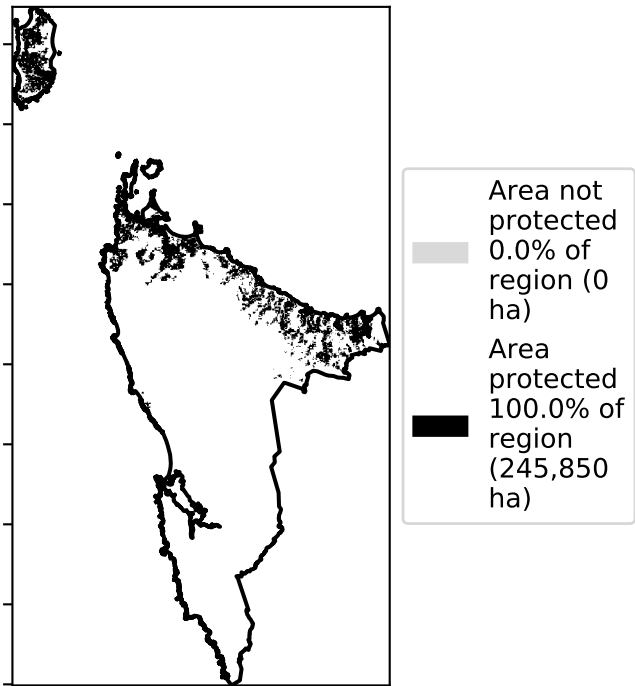 Area not
protected
0.0% of
region (0
ha)
Area
protected
100.0% of
region
(245,850
ha)